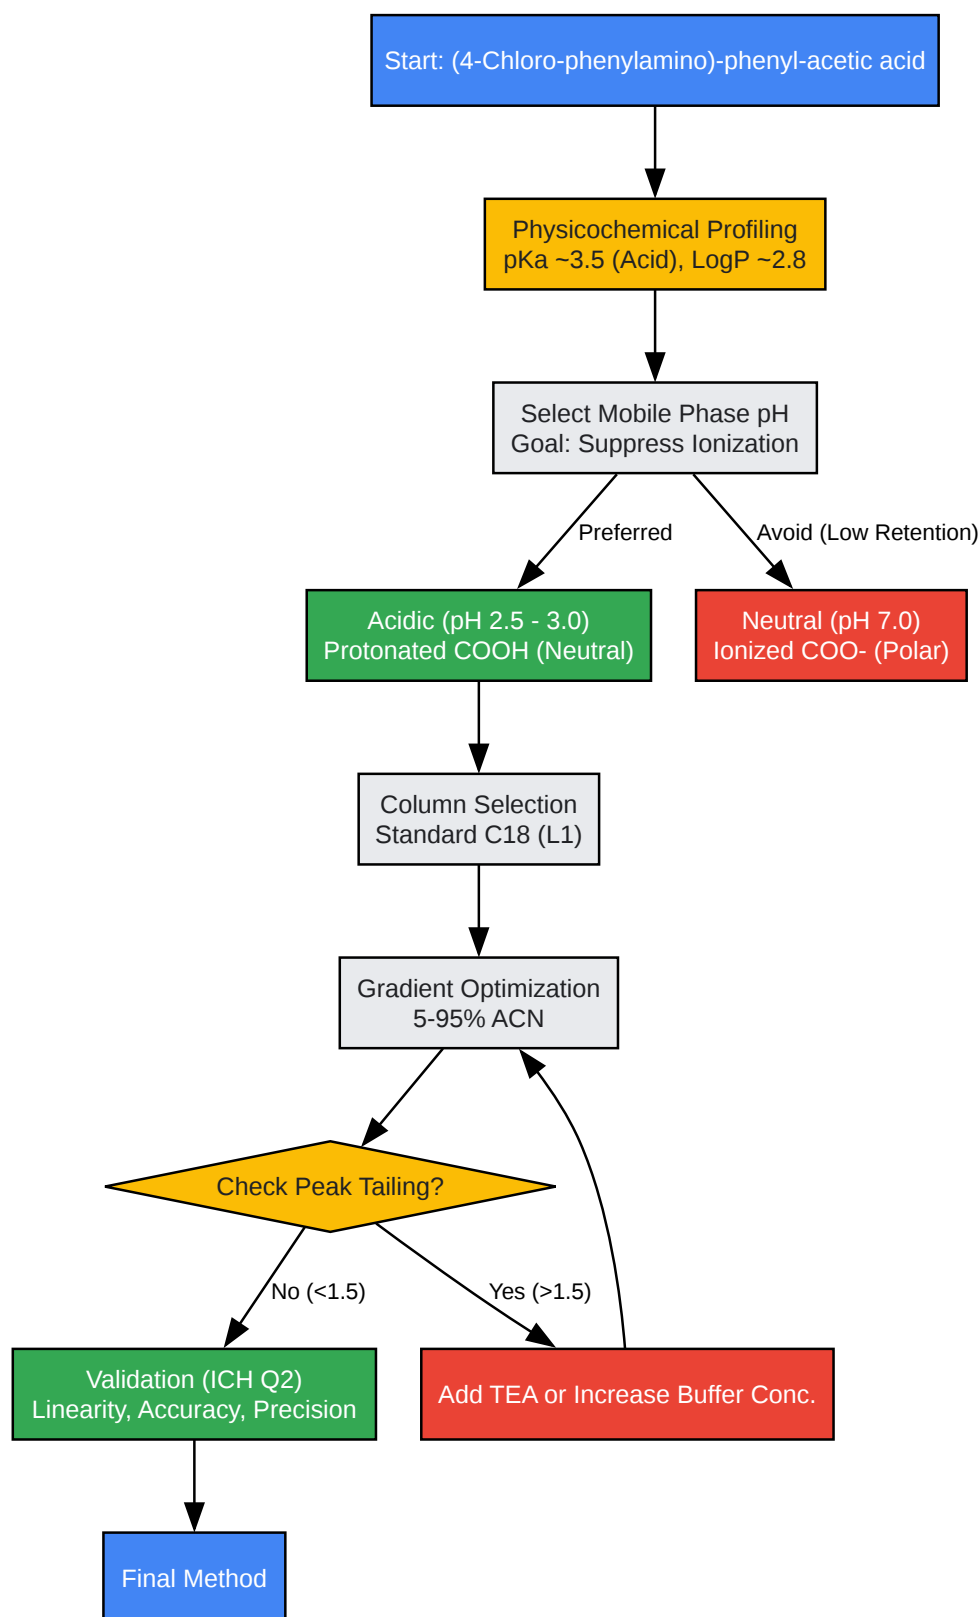 Start: (4-Chloro-phenylamino)-phenyl-acetic acid
Physicochemical Profiling
pKa ~3.5 (Acid), LogP ~2.8
Select Mobile Phase pH
Goal: Suppress Ionization
Preferred
Avoid (Low Retention)
Acidic (pH 2.5 - 3.0)
Protonated COOH (Neutral)
Neutral (pH 7.0)
Ionized COO- (Polar)
Column Selection
Standard C18 (L1)
Gradient Optimization
5-95% ACN
Check Peak Tailing?
No (<1.5)
Yes (>1.5)
Validation (ICH Q2)
Linearity, Accuracy, Precision
Add TEA or Increase Buffer Conc.
Final Method